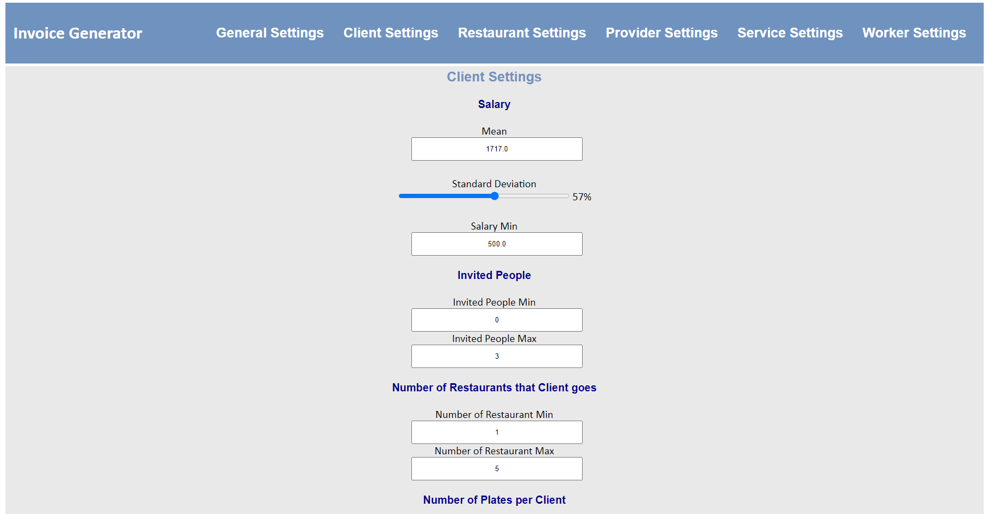 Invoice Generator General Settings Client Settings Restaurant Settings Provider Settings Service Settings Worker Settings
Client Settings
Salary
Mean
1717.0
Standard Deviation
57%
Salary Min
500.0
Invited People
Invited People Min
0
Invited People Max
3
Number of Restaurants that Client goes
Number of Restaurant Min
1
Number of Restaurant Max
5
Number of Plates per Client